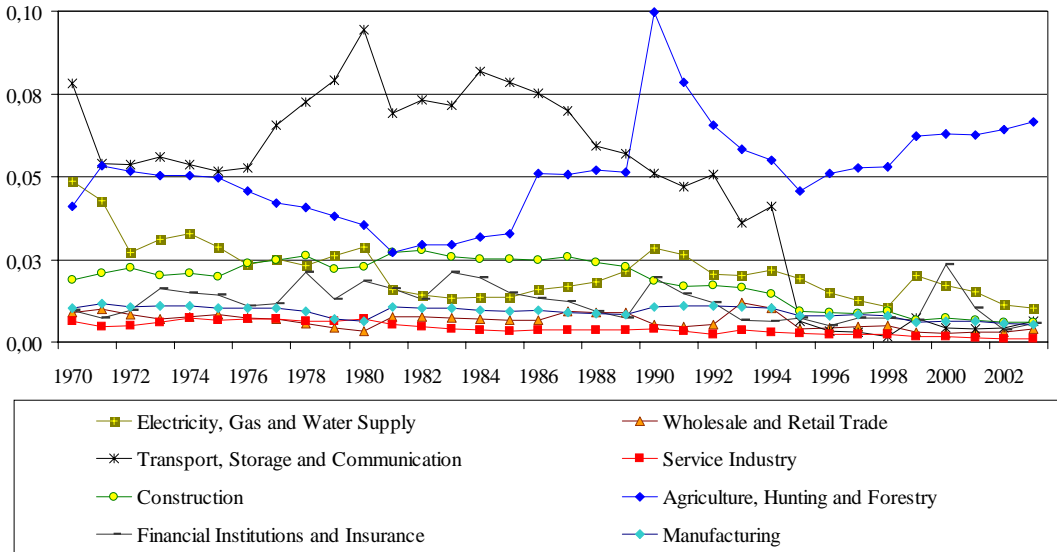 0,10
0,08
0,05
0,03
0,00
1970 1972 1974 1976 1978 1980 1982 1984 1986 1988 1990 1992 1994 1996 1998 2000 2002
Electricity, Gas and Water Supply
Wholesale and Retail Trade
Transport, Storage and Communication
Service Industry
Construction
Agriculture, Hunting and Forestry
Financial Institutions and Insurance
Manufacturing